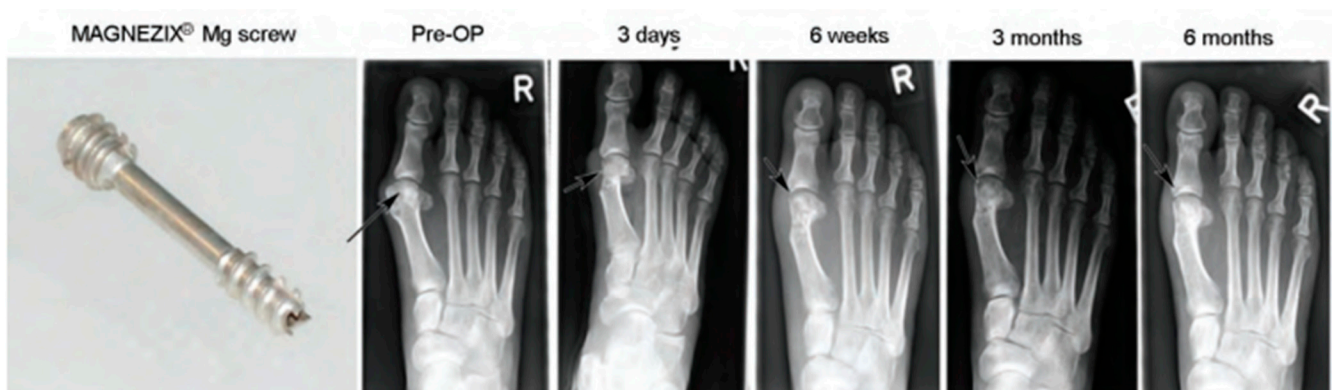 MAGNEZIX® Mg screw
Pre-OP
3 days
6 weeks
3 months
6 months
R
R
R